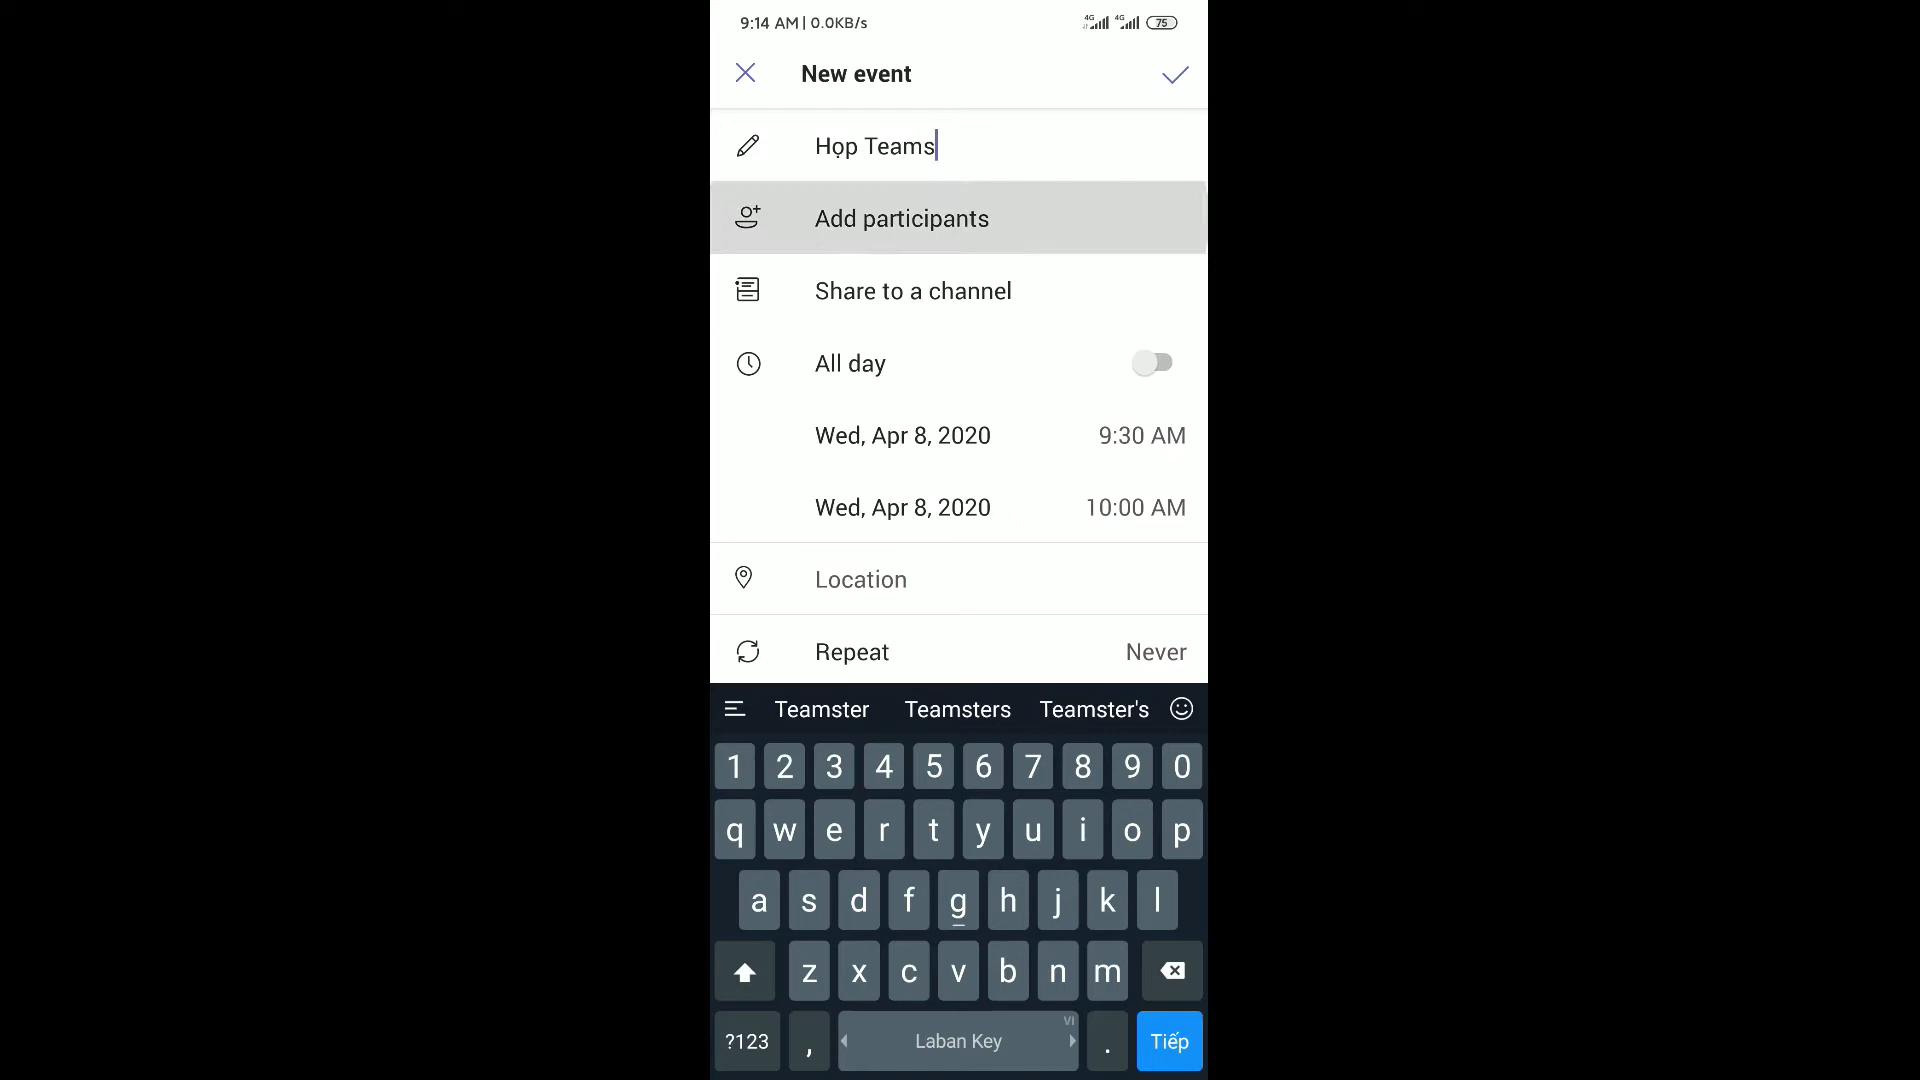 9:14 AM | 0.0KB/s 4G 4G 75
New event
Họp Teams
Add participants
Share to a channel
All day
Wed, Apr 8, 2020 9:30 AM
Wed, Apr 8, 2020 10:00 AM
Location
Repeat Never
Teamster Teamsters Teamster's
1 2 3 4 5 6 7 8 9 0
q w e r t y u i o p
a s d f g h j k l
z x c v b n m
?123 , Laban Key VI . Tiếp